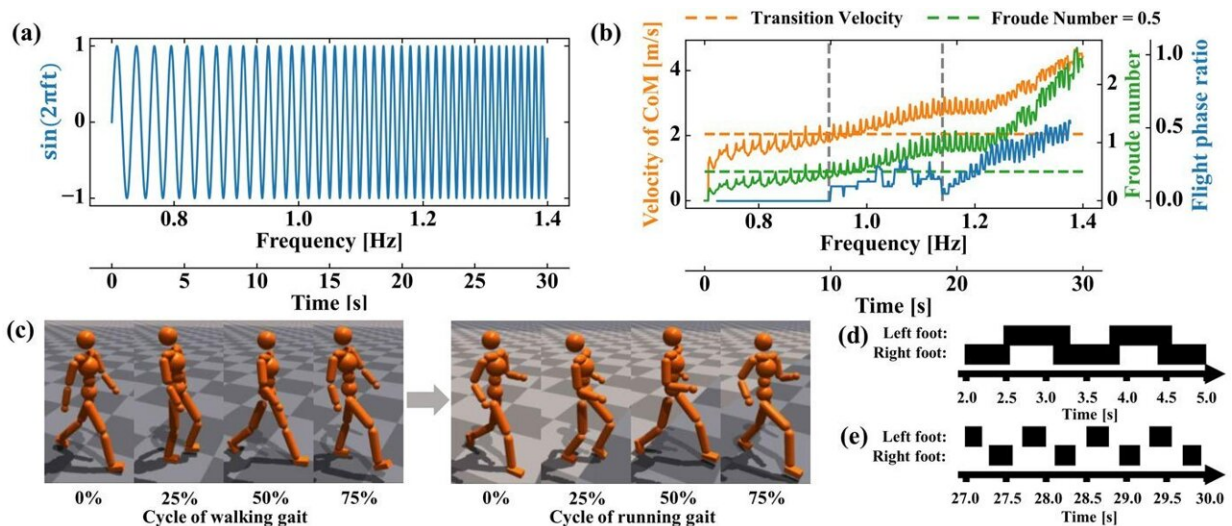 (a)
sin(2πft)
1
0
−1
0.8 1.0 1.2 1.4
Frequency [Hz]
0 5 10 15 20 25 30
Time [s]
Transition Velocity Froude Number = 0.5
(b)
Velocity of CoM [m/s]
4
2
0
Froude number
2
1
0
Flight phase ratio
1.0
0.5
0.0
0.8 1.0 1.2 1.4
Frequency [Hz]
0 10 20 30
Time [s]
(c)
0% 25% 50% 75%
Cycle of walking gait
0% 25% 50% 75%
Cycle of running gait
(d)
Left foot:
Right foot:
2.0 2.5 3.0 3.5 4.0 4.5 5.0
Time [s]
(e)
Left foot:
Right foot:
27.0 27.5 28.0 28.5 29.0 29.5 30.0
Time [s]